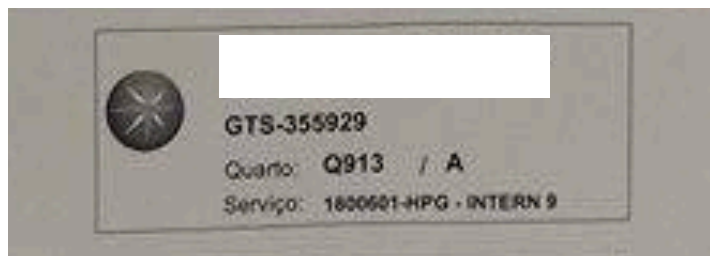 GTS-355929
Quarto: Q913 / A
Serviço: 1800601-HPG - INTERN 9